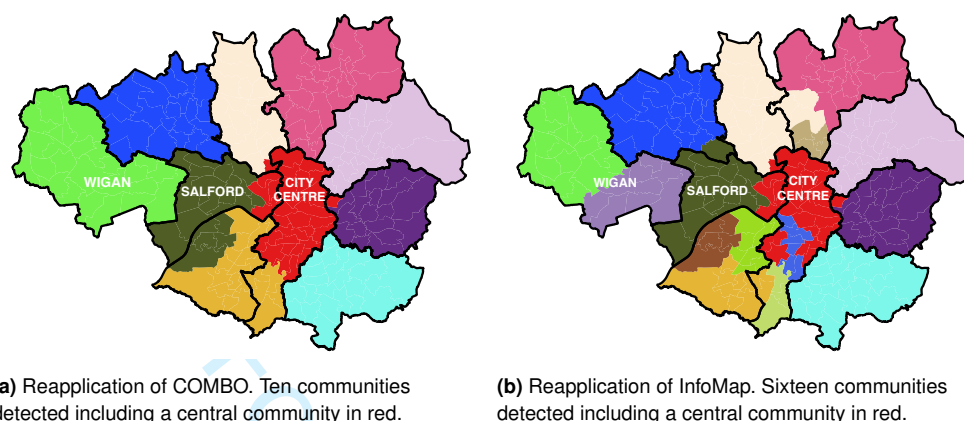 WIGAN
SALFORD
CITY
CENTRE
WIGAN
SALFORD
CITY
CENTRE
a) Reapplication of COMBO. Ten communities
detected including a central community in red.
(b) Reapplication of InfoMap. Sixteen communities
detected including a central community in red.